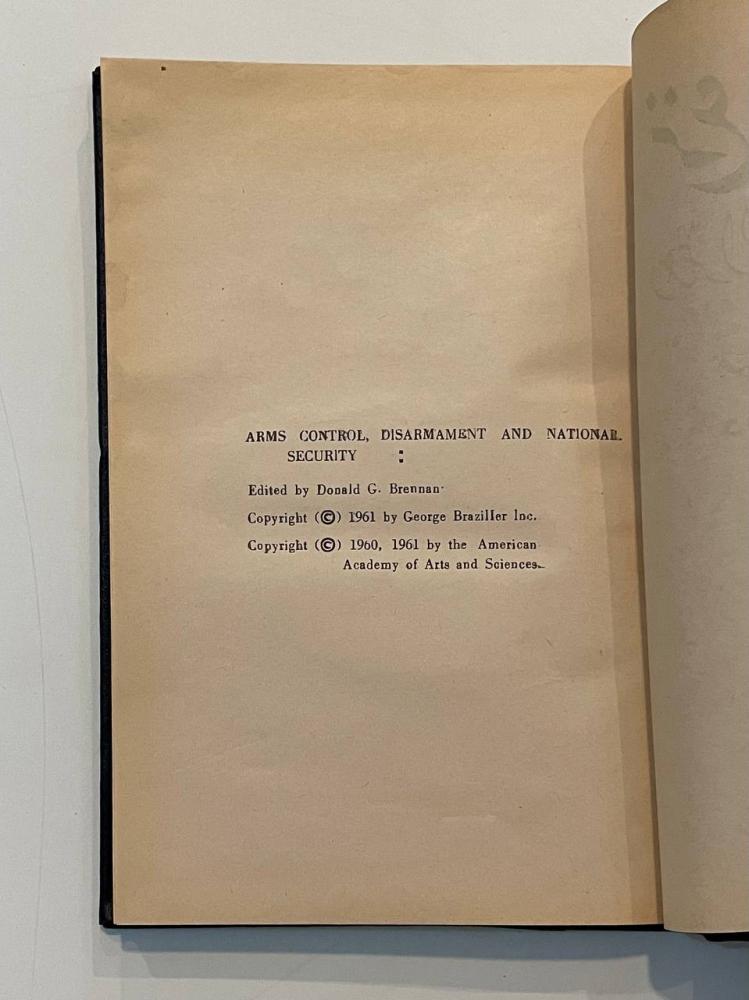 ARMS CONTROL, DISARMAMENT AND NATIONAL
SECURITY :
Edited by Donald G. Brennan
Copyright (©) 1961 by George Braziller Inc.
Copyright (©) 1960, 1961 by the American
Academy of Arts and Sciences.